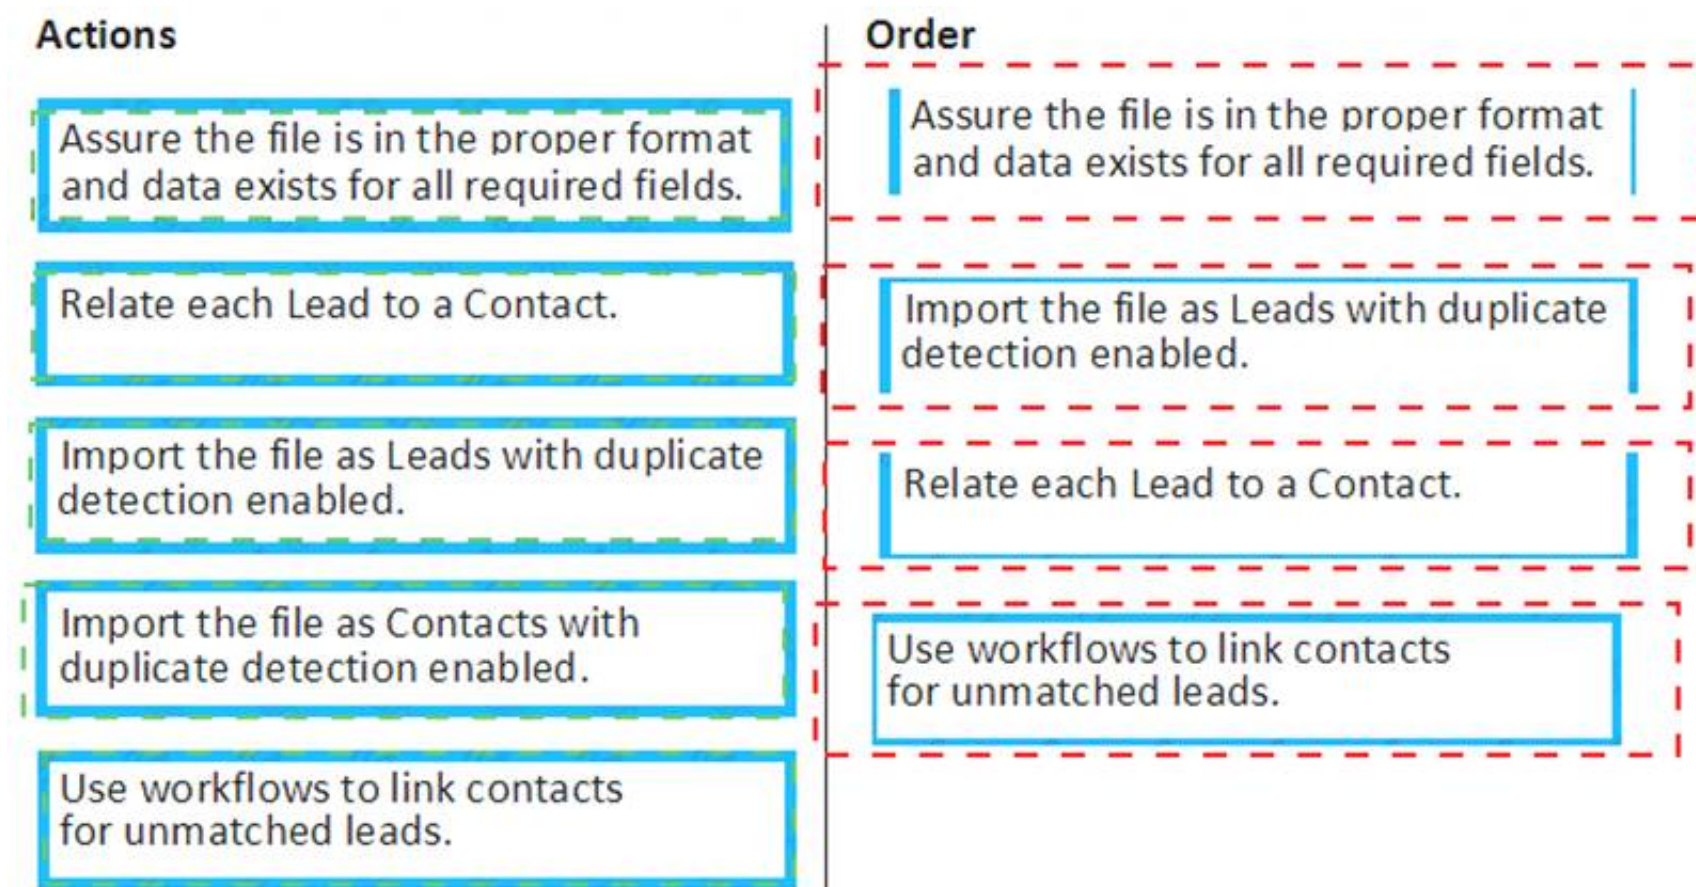 Actions
Assure the file is in the proper format
and data exists for all required fields.
Relate each Lead to a Contact.
Import the file as Leads with duplicate
detection enabled.
Import the file as Contacts with
duplicate detection enabled.
Use workflows to link contacts
for unmatched leads.
Order
Assure the file is in the proper format
and data exists for all required fields.
Import the file as Leads with duplicate
detection enabled.
Relate each Lead to a Contact.
Use workflows to link contacts
for unmatched leads.